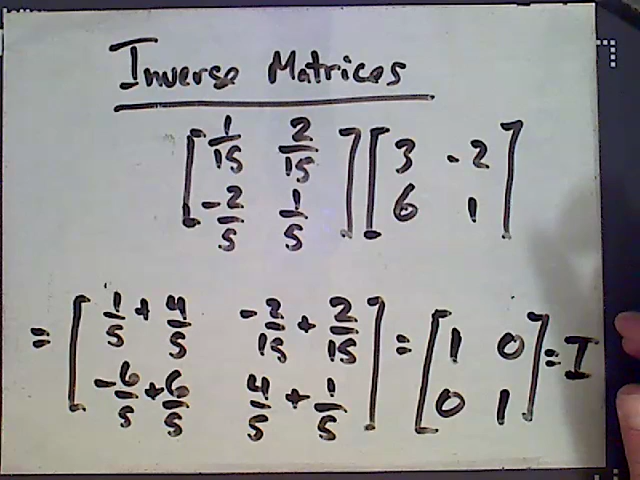 Inverse Matrices
[1/15 2/15] [3 -2]
[-2/5 1/5] [6 1]
= [1/5 + 4/5 -2/15 + 2/15] = [1 0] = I
[-6/5 + 6/5 4/5 + 1/5] [0 1]